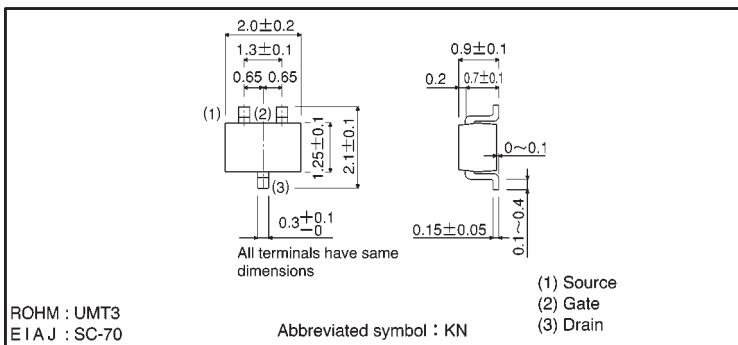 2.0±0.2
1.3±0.1
0.65 0.65
(1) (2)
(3)
1.25±0.1
2.1±0.1
0.3+0.1
−0
All terminals have same
dimensions
0.9±0.1
0.2 0.7±0.1
0~0.1
0.15±0.05
0.1~0.4
(1) Source
(2) Gate
(3) Drain
ROHM : UMT3
EIAJ : SC-70
Abbreviated symbol : KN